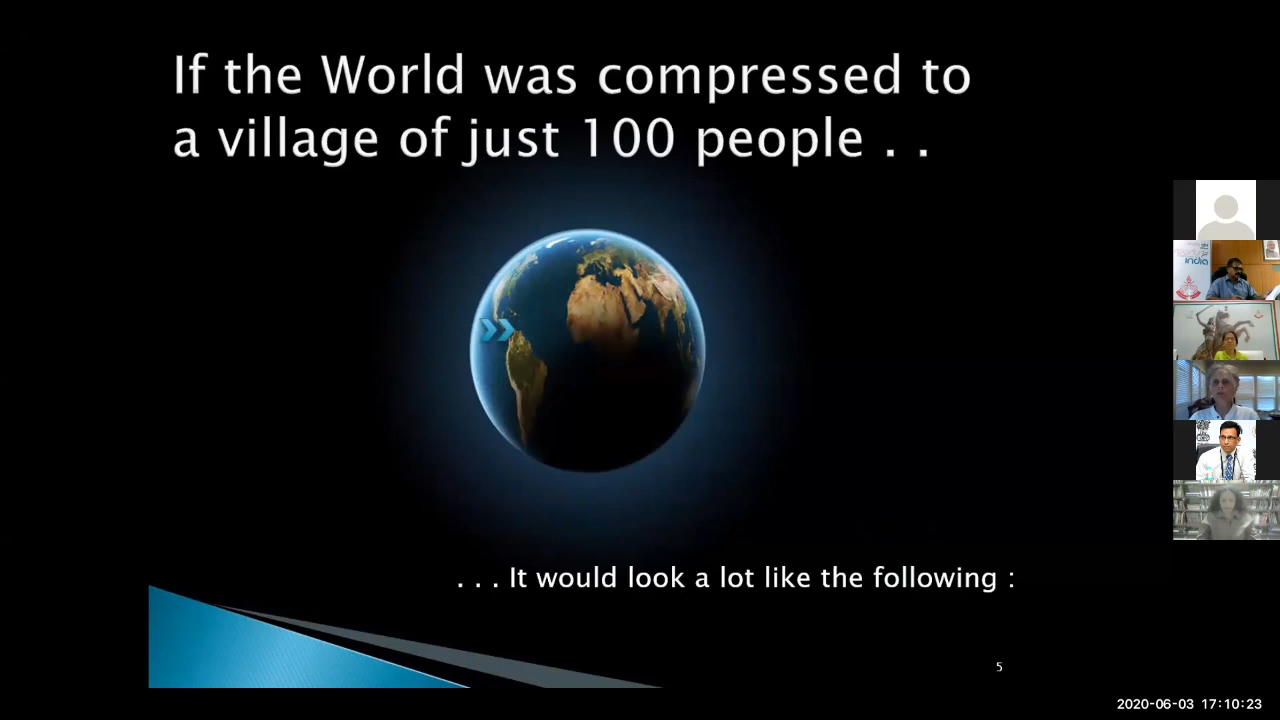 If the World was compressed to
a village of just 100 people . .
india
. . . It would look a lot like the following :
5
2020-06-03 17:10:23